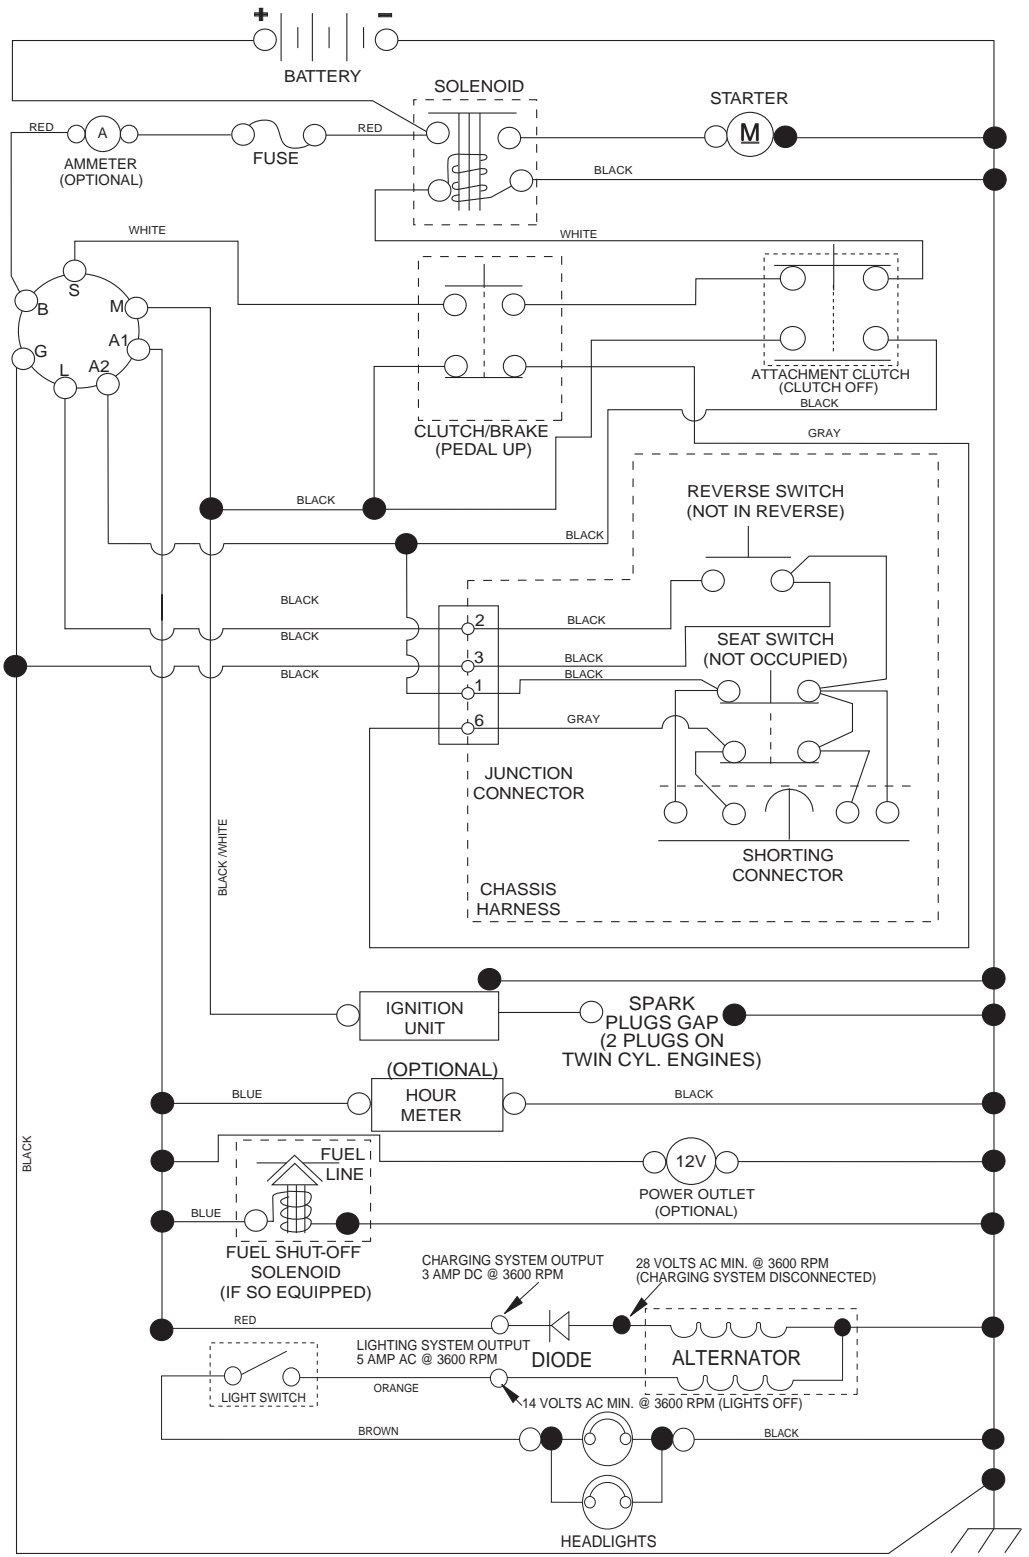 + −
BATTERY
SOLENOID
STARTER
RED
A
AMMETER
(OPTIONAL)
FUSE
RED
M
BLACK
WHITE
WHITE
S
B
M
G
A1
L
A2
ATTACHMENT CLUTCH
(CLUTCH OFF)
BLACK
CLUTCH/BRAKE
(PEDAL UP)
GRAY
BLACK
REVERSE SWITCH
(NOT IN REVERSE)
BLACK
BLACK
2
BLACK
BLACK
SEAT SWITCH
(NOT OCCUPIED)
3
BLACK
BLACK
BLACK
1
6
GRAY
JUNCTION
CONNECTOR
BLACK /WHITE
SHORTING
CONNECTOR
CHASSIS
HARNESS
IGNITION
UNIT
SPARK
PLUGS GAP
(2 PLUGS ON
TWIN CYL. ENGINES)
(OPTIONAL)
HOUR
METER
BLUE
BLACK
BLACK
FUEL
LINE
12V
POWER OUTLET
(OPTIONAL)
BLUE
FUEL SHUT-OFF
SOLENOID
(IF SO EQUIPPED)
CHARGING SYSTEM OUTPUT
3 AMP DC @ 3600 RPM
28 VOLTS AC MIN. @ 3600 RPM
(CHARGING SYSTEM DISCONNECTED)
RED
LIGHTING SYSTEM OUTPUT
5 AMP AC @ 3600 RPM
DIODE
ALTERNATOR
LIGHT SWITCH
ORANGE
14 VOLTS AC MIN. @ 3600 RPM (LIGHTS OFF)
BROWN
BLACK
HEADLIGHTS